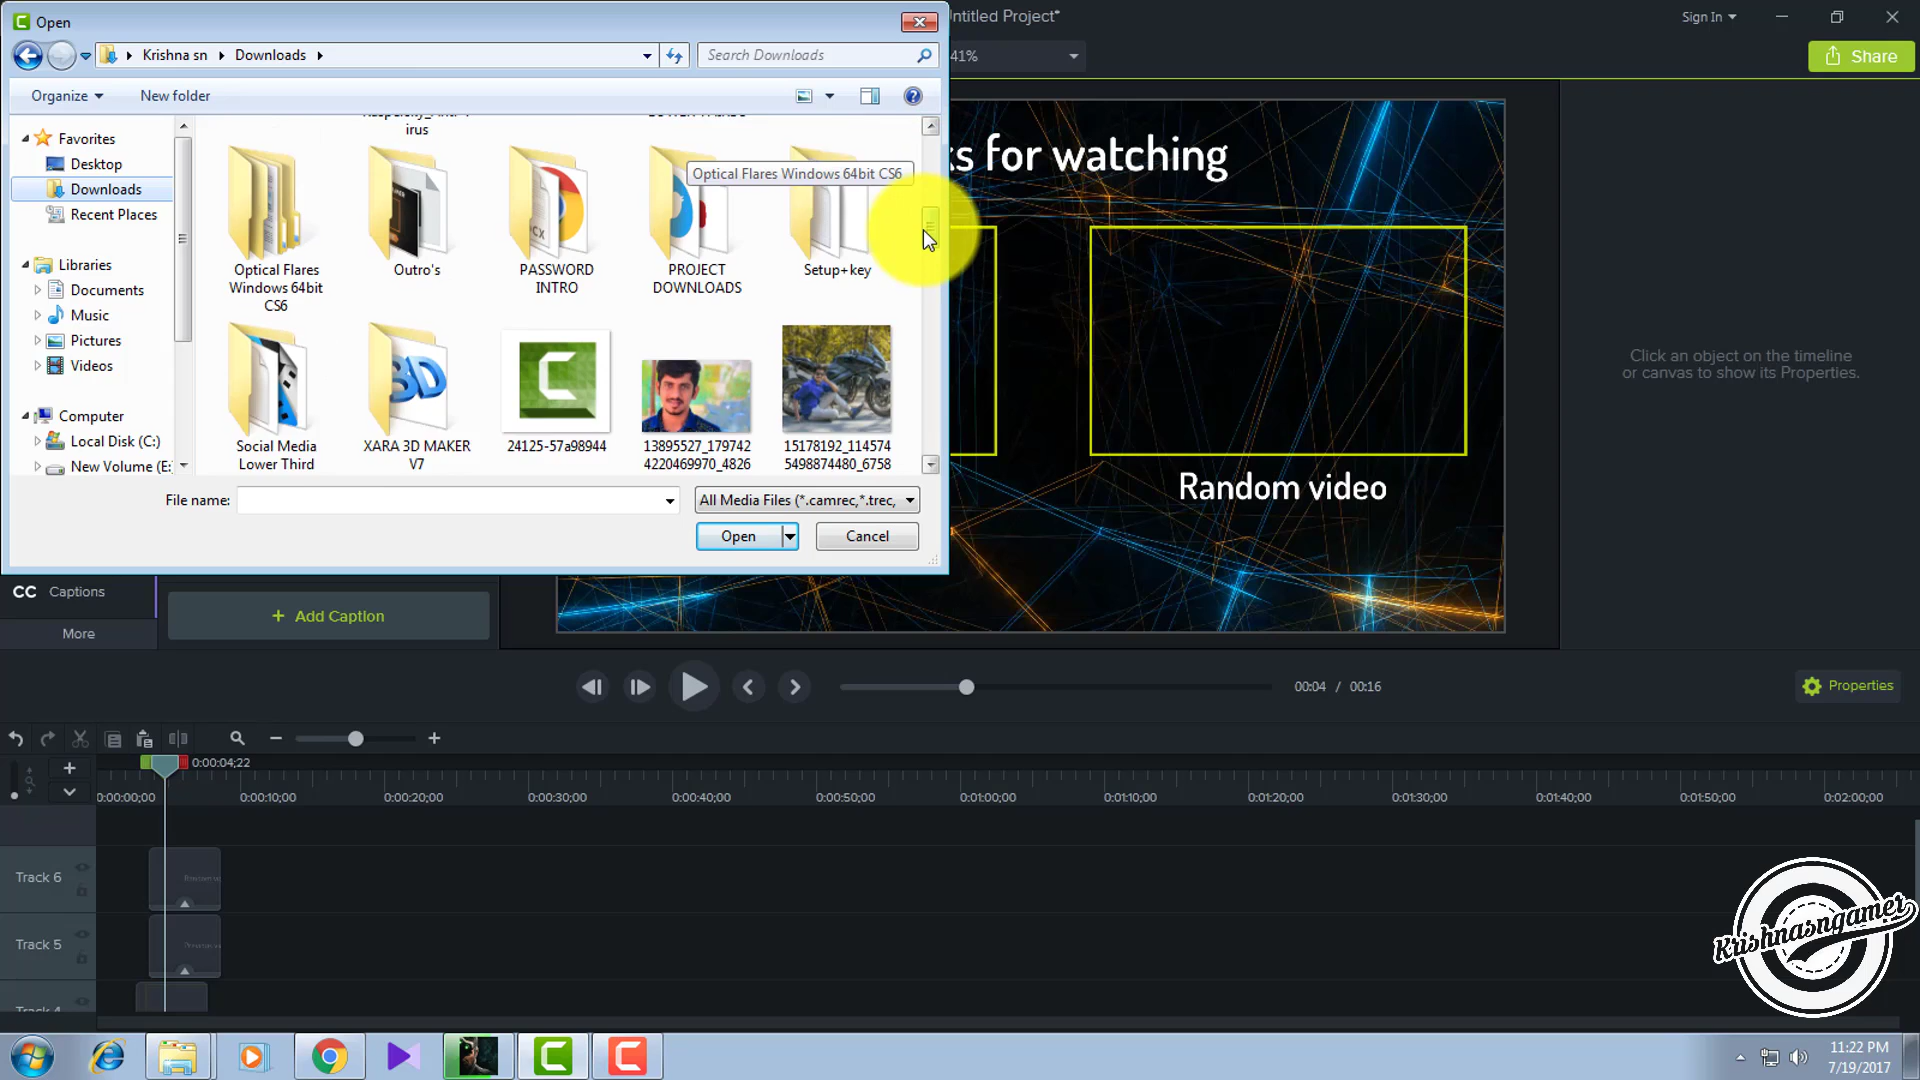 Open
Untitled Project*
Sign In
Krishna sn
Downloads
Search Downloads
41%
Share
Organize
New folder
Favorites
Desktop
Downloads
Recent Places
Libraries
Documents
Music
Pictures
Videos
Computer
Local Disk (C:)
New Volume (E:
irus
Optical Flares Windows 64bit CS6
Optical Flares
Windows 64bit
CS6
Outro's
PASSWORD
INTRO
PROJECT
DOWNLOADS
Setup+key
Social Media
Lower Third
XARA 3D MAKER
V7
24125-57a98944
13895527_179742
4220469970_4826
15178192_114574
5498874480_6758
File name:
All Media Files (*.camrec,*.trec,
Open
Cancel
ks for watching
Random video
Click an object on the timeline
or canvas to show its Properties.
CC Captions
More
+ Add Caption
00:04 / 00:16
Properties
0:00:04;22
0:00:00;00
0:00:10;00
0:00:20;00
0:00:30;00
0:00:40;00
0:00:50;00
0:01:00;00
0:01:10;00
0:01:20;00
0:01:30;00
0:01:40;00
0:01:50;00
0:02:00;00
Track 6
Track 5
Track 4
Krishnasngamer
11:22 PM
7/19/2017